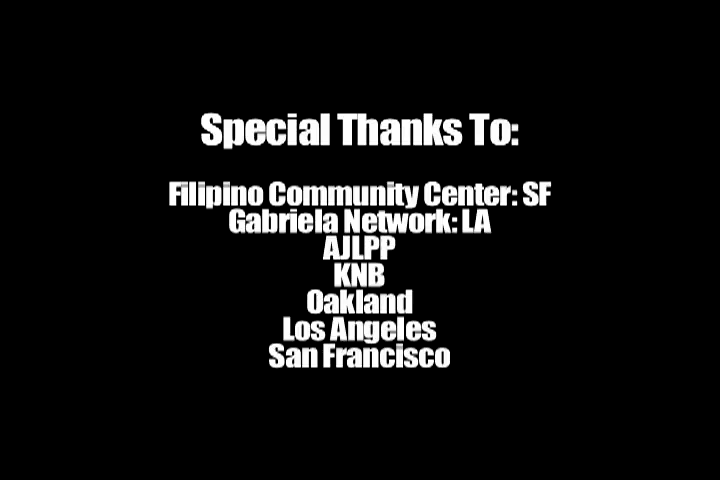 Special Thanks To:
Filipino Community Center: SF
Gabriela Network: LA
AJLPP
KNB
Oakland
Los Angeles
San Francisco